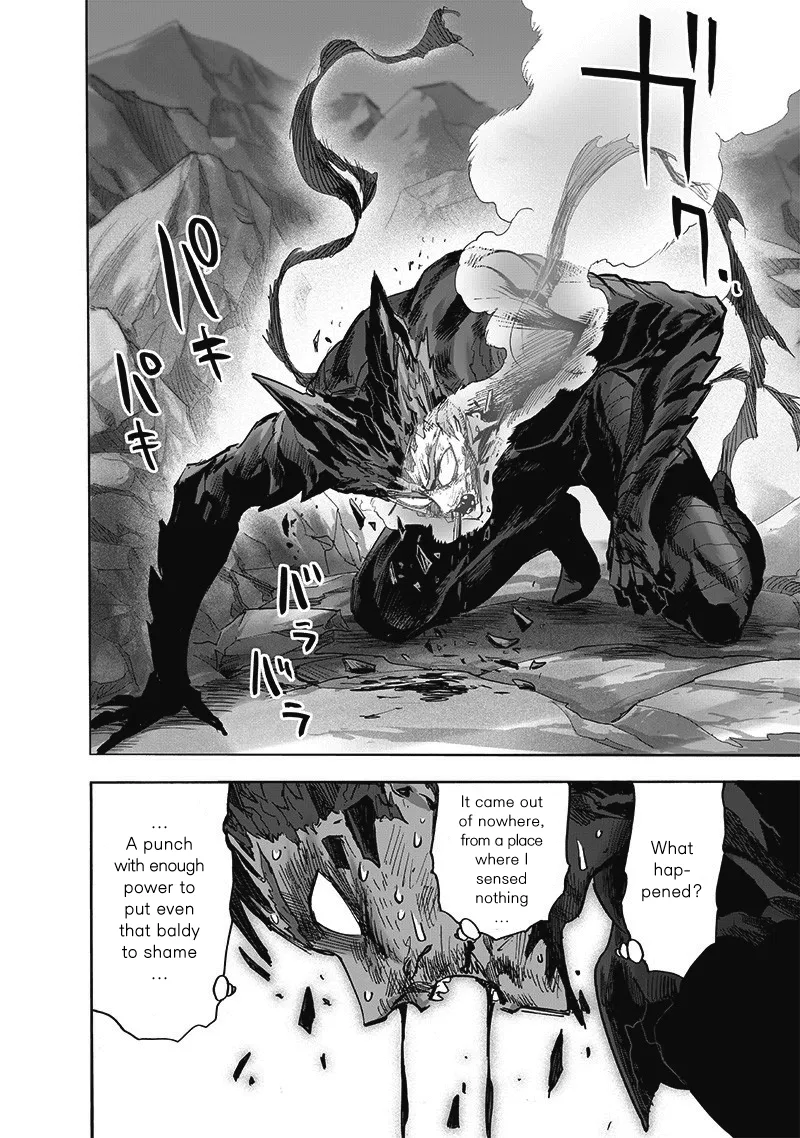 ガ
ク.
パキ
パキ
バラ
バラ
What
hap-
pened?
It came out
of nowhere,
from a place
where I
sensed
nothing
...
...
A punch
with enough
power to
put even
that baldy
to shame
...